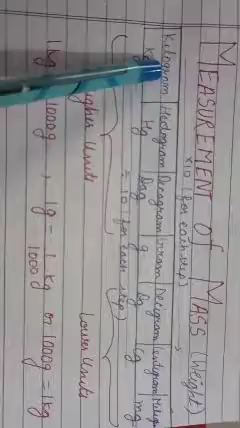 MEASUREMENT OF MASS (Weight)
x10 (for each step)
Kilogram Hectogram Decagram Gram Decigram Centigram Millig
Kg Hg Dag g dg cg mg
÷ 10 (for each step)
Higher Units Lower Units
1kg 1000g , 1g = 1/1000 kg or 1000g = 1kg